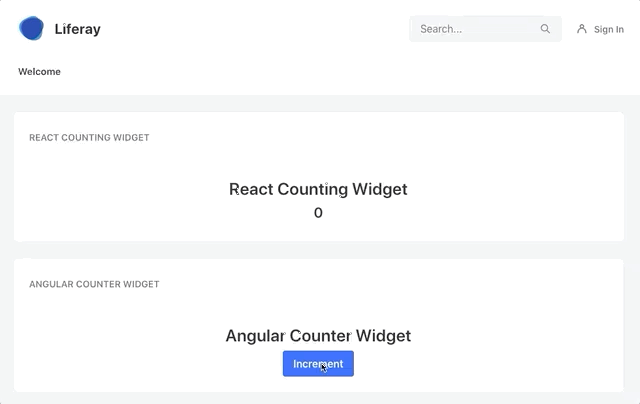 Liferay
Search...
Sign In
Welcome
REACT COUNTING WIDGET
React Counting Widget
0
ANGULAR COUNTER WIDGET
Angular Counter Widget
Increment